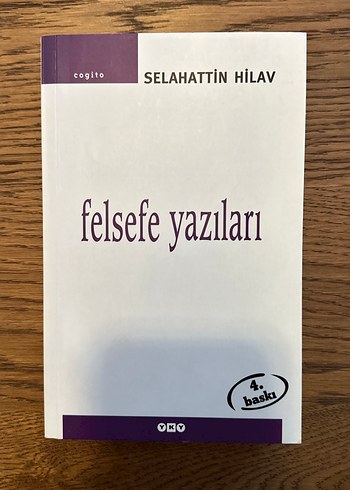 cogito
SELAHATTİN HİLAV
felsefe yazıları
4.
baskı
YKY